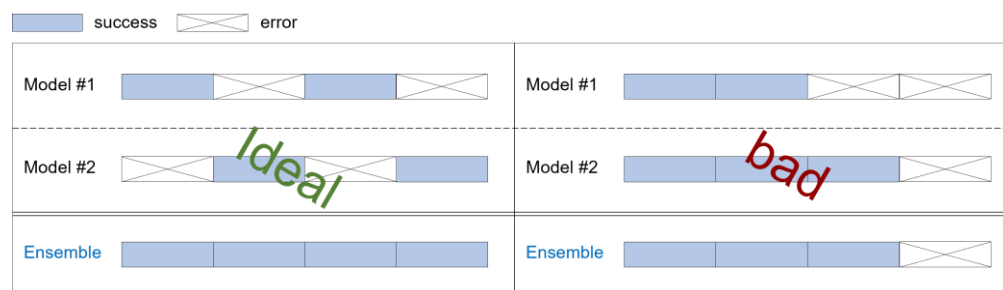 success error
Model #1 Model #1
Model #2 Ideal Model #2 bad
Ensemble Ensemble